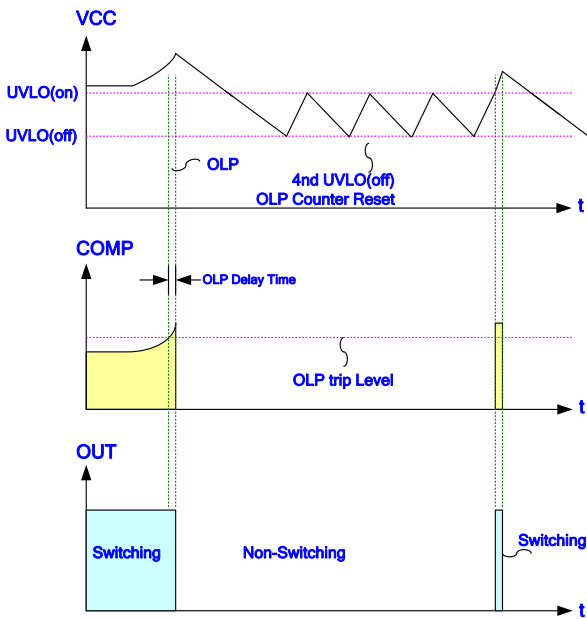 VCC
UVLO(on)
UVLO(off)
OLP
4nd UVLO(off)
OLP Counter Reset
t
COMP
OLP Delay Time
OLP trip Level
t
OUT
Switching
Non-Switching
Switching
t